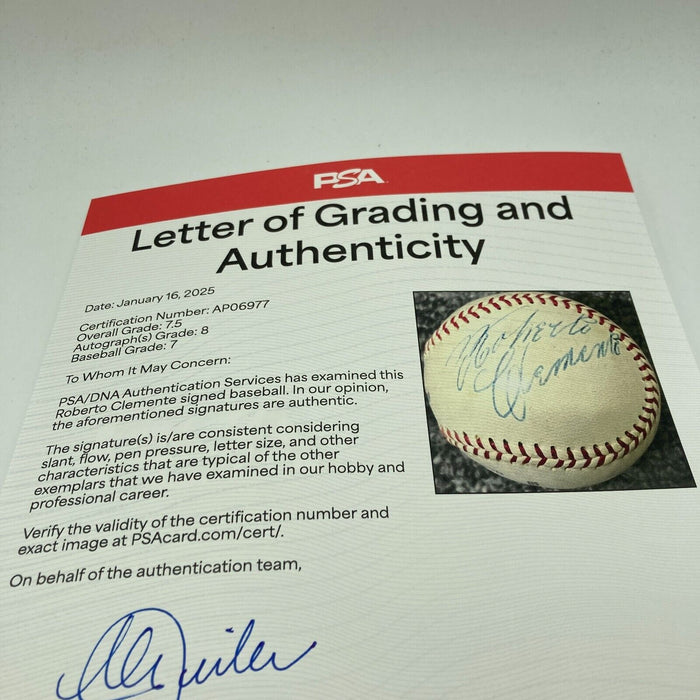 PSA
Letter of Grading and
Authenticity
Date: January 16, 2025
Certification Number: AP06977
Overall Grade: 7.5
Autograph(s) Grade: 8
Baseball Grade: 7
To Whom It May Concern:
PSA/DNA Authentication Services has examined this
Roberto Clemente signed baseball. In our opinion,
the aforementioned signatures are authentic.
The signature(s) is/are consistent considering
slant, flow, pen pressure, letter size, and other
characteristics that are typical of the other
exemplars that we have examined in our hobby and
professional career.
Verify the validity of the certification number and
exact image at PSAcard.com/cert/.
On behalf of the authentication team,
Roberto
Clemente